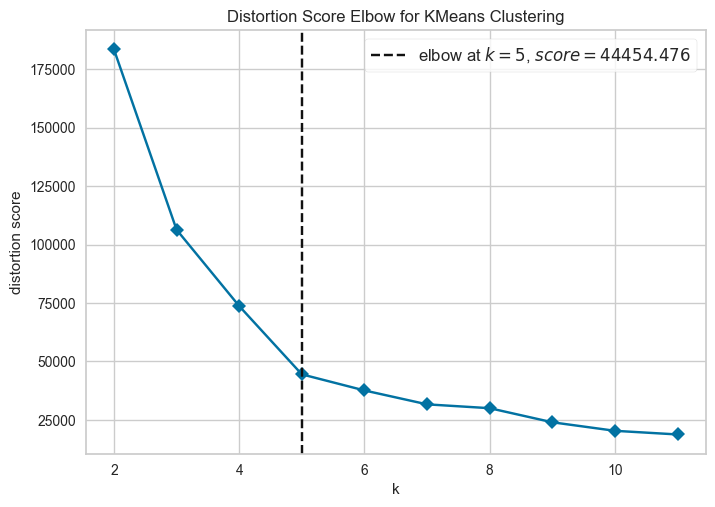 Distortion Score Elbow for KMeans Clustering
elbow at k = 5, score = 44454.476
distortion score
175000
150000
125000
100000
75000
50000
25000
2 4 6 8 10
k